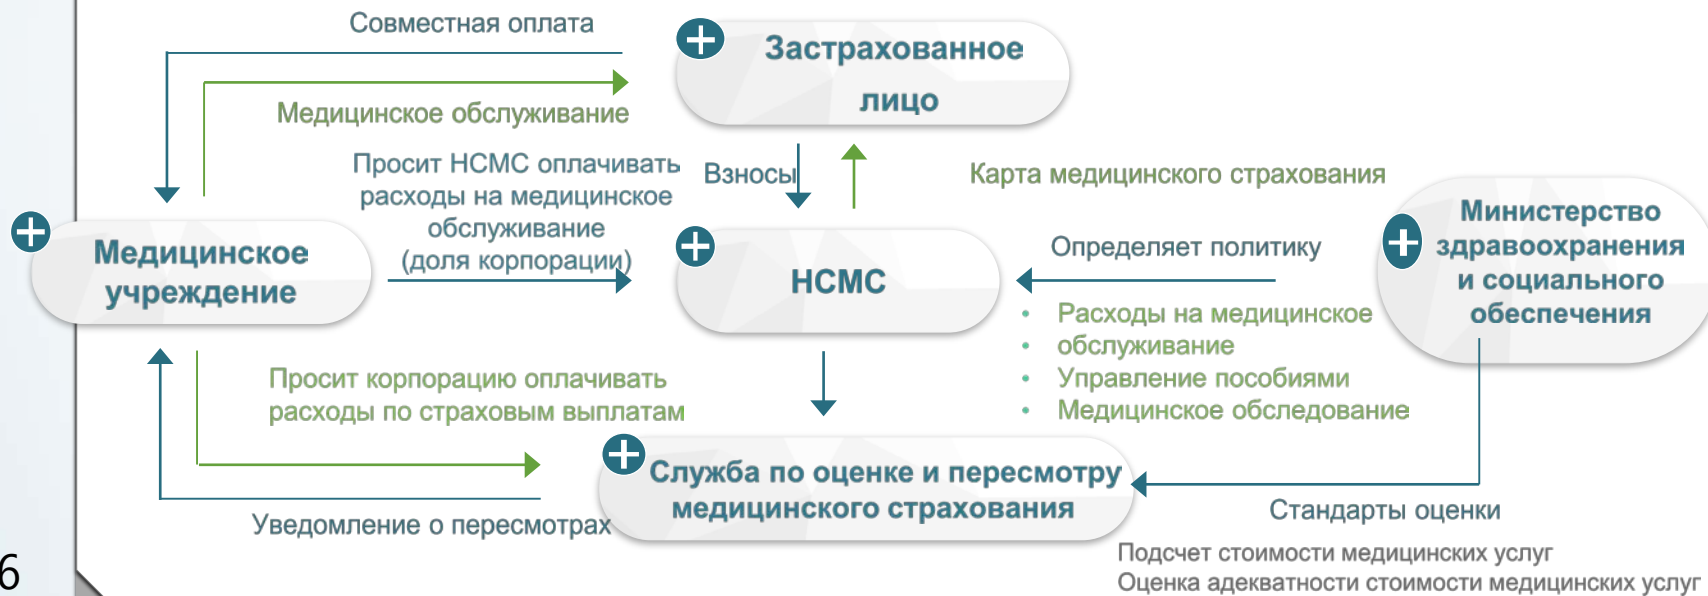 Совместная оплата
Застрахованное
лицо
Медицинское обслуживание
Просит НСМС оплачивать
расходы на медицинское
обслуживание
(доля корпорации)
Взносы
Карта медицинского страхования
Медицинское
учреждение
НСМС
Определяет политику
Министерство
здравоохранения
и социального
обеспечения
• Расходы на медицинское
• обслуживание
• Управление пособиями
• Медицинское обследование
Просит корпорацию оплачивать
расходы по страховым выплатам
Служба по оценке и пересмотру
медицинского страхования
Уведомление о пересмотрах
Стандарты оценки
Подсчет стоимости медицинских услуг
Оценка адекватности стоимости медицинских услуг
6